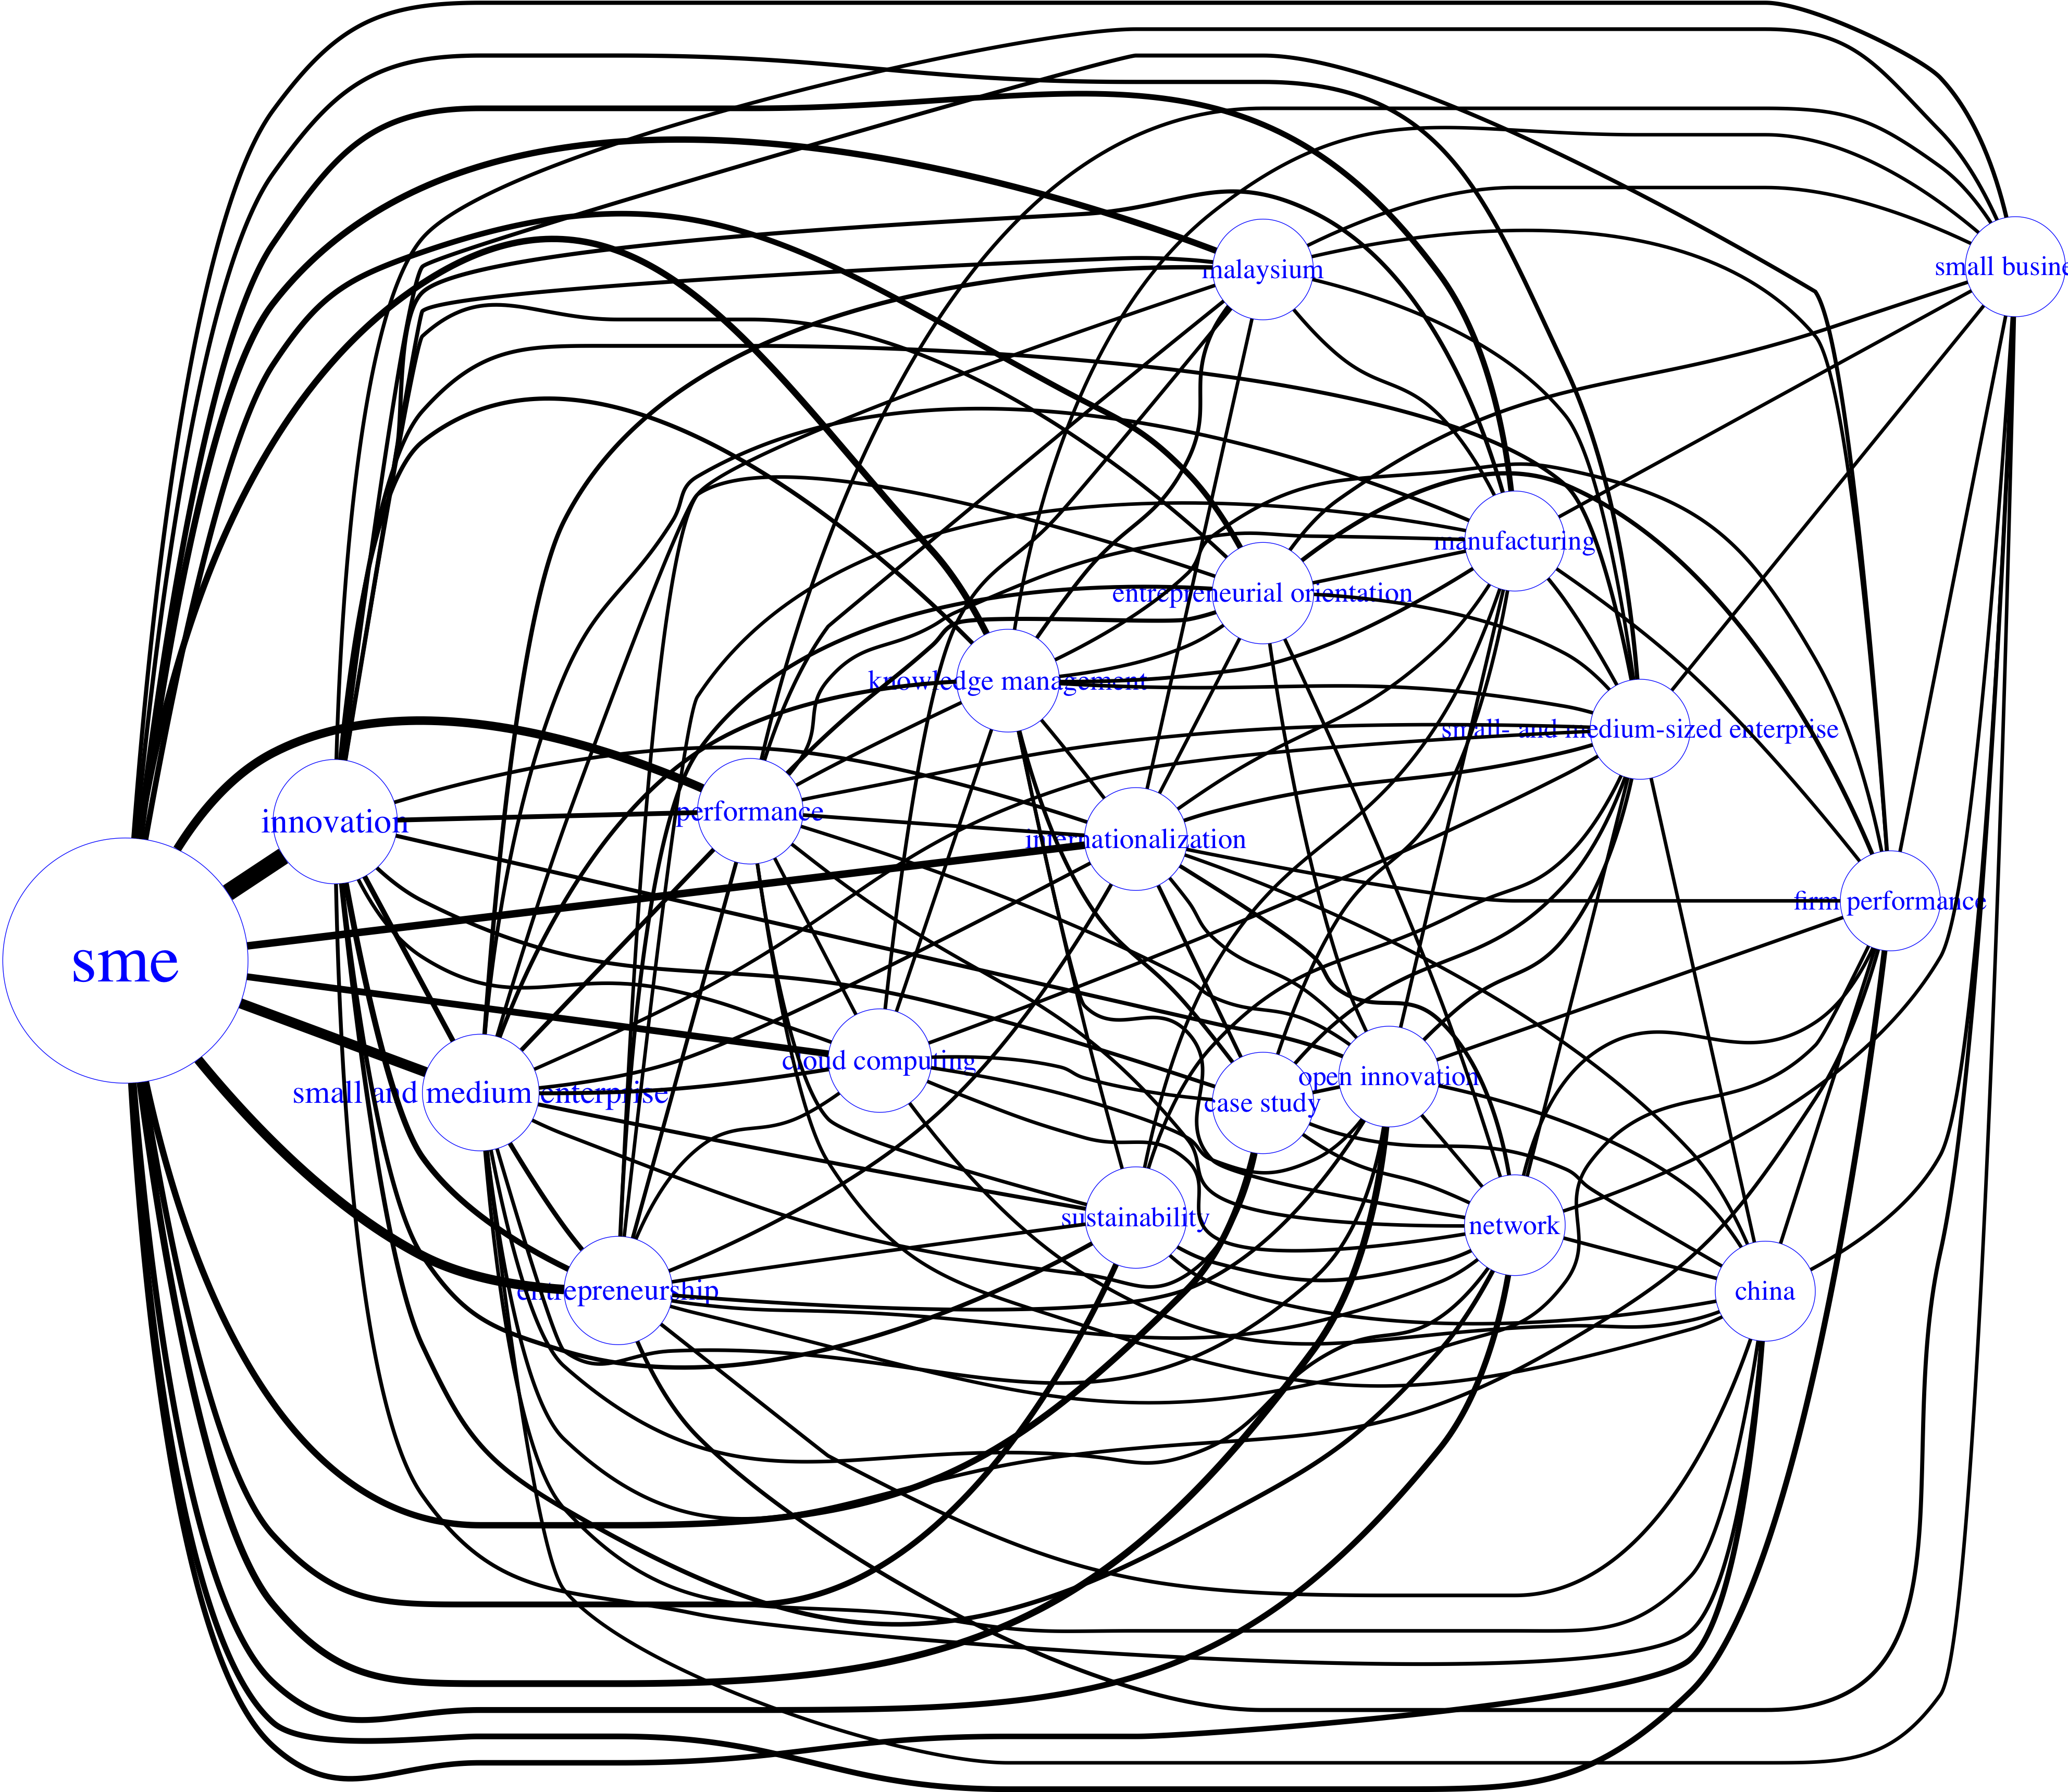 small busine
malaysium
manufacturing
entrepreneurial orientation
knowledge management
small- and medium-sized enterprise
performance
innovation
internationalization
firm performance
sme
cloud computing
open innovation
small and medium enterprise
case study
sustainability
network
entrepreneurship
china